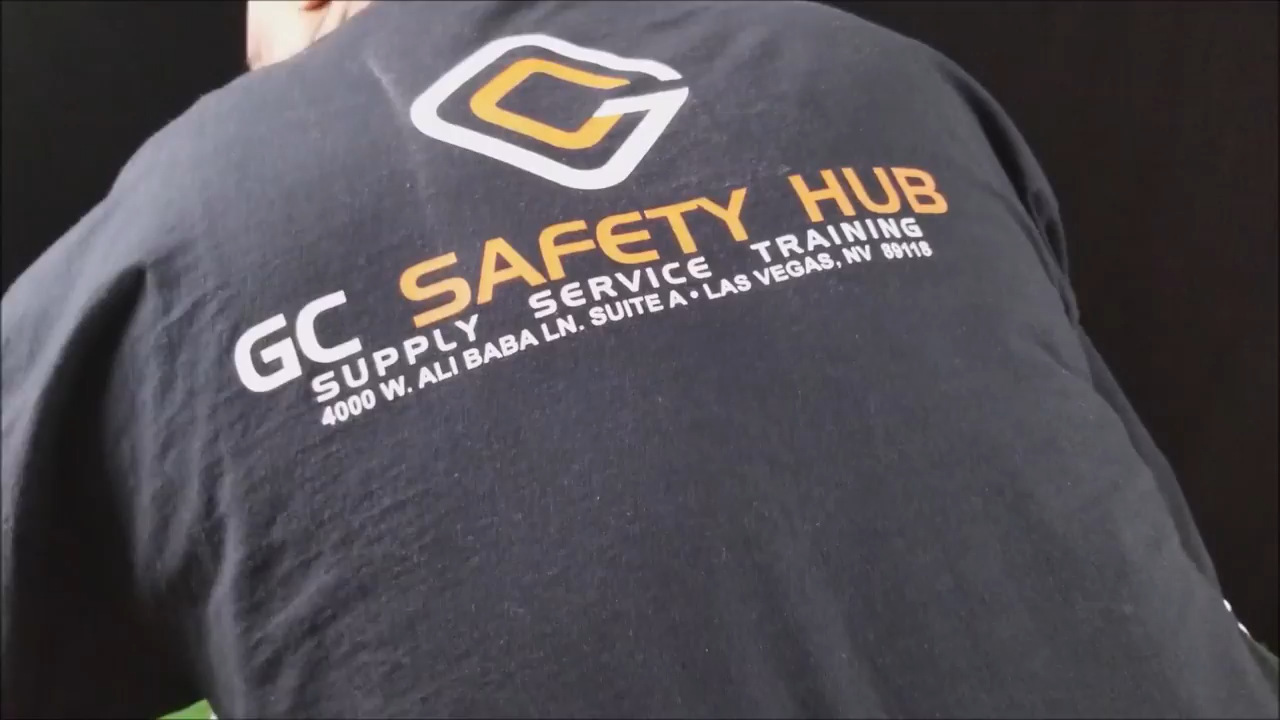 GC SAFETY HUB
SUPPLY SERVICE TRAINING
4000 W. ALI BABA LN. SUITE A • LAS VEGAS, NV 89118